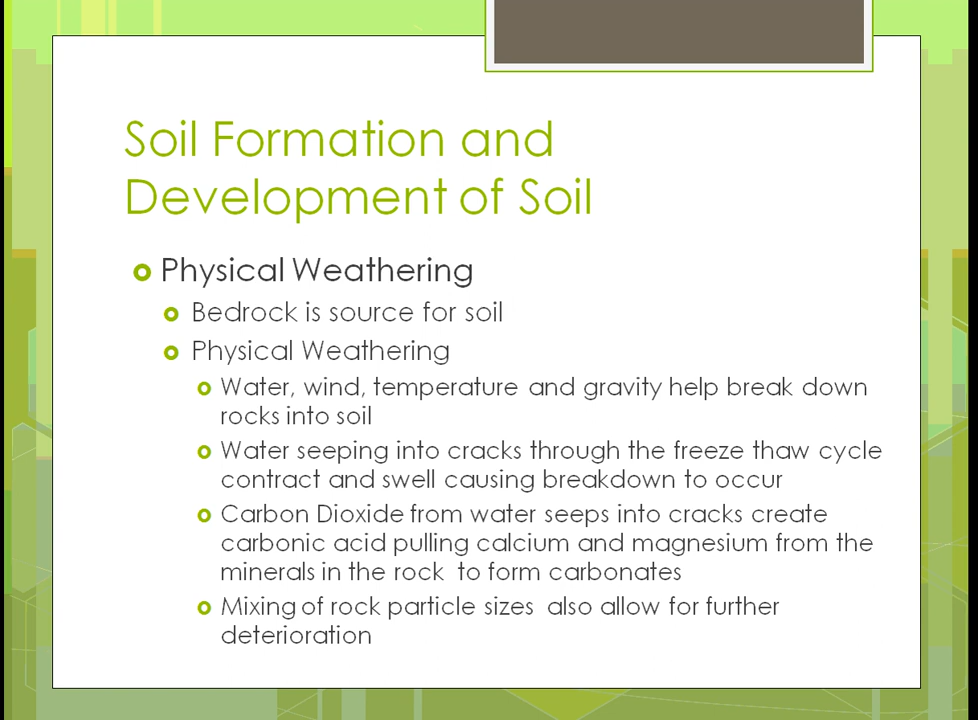 Soil Formation and
Development of Soil
Physical Weathering
Bedrock is source for soil
Physical Weathering
Water, wind, temperature and gravity help break down
rocks into soil
Water seeping into cracks through the freeze thaw cycle
contract and swell causing breakdown to occur
Carbon Dioxide from water seeps into cracks create
carbonic acid pulling calcium and magnesium from the
minerals in the rock to form carbonates
Mixing of rock particle sizes also allow for further
deterioration